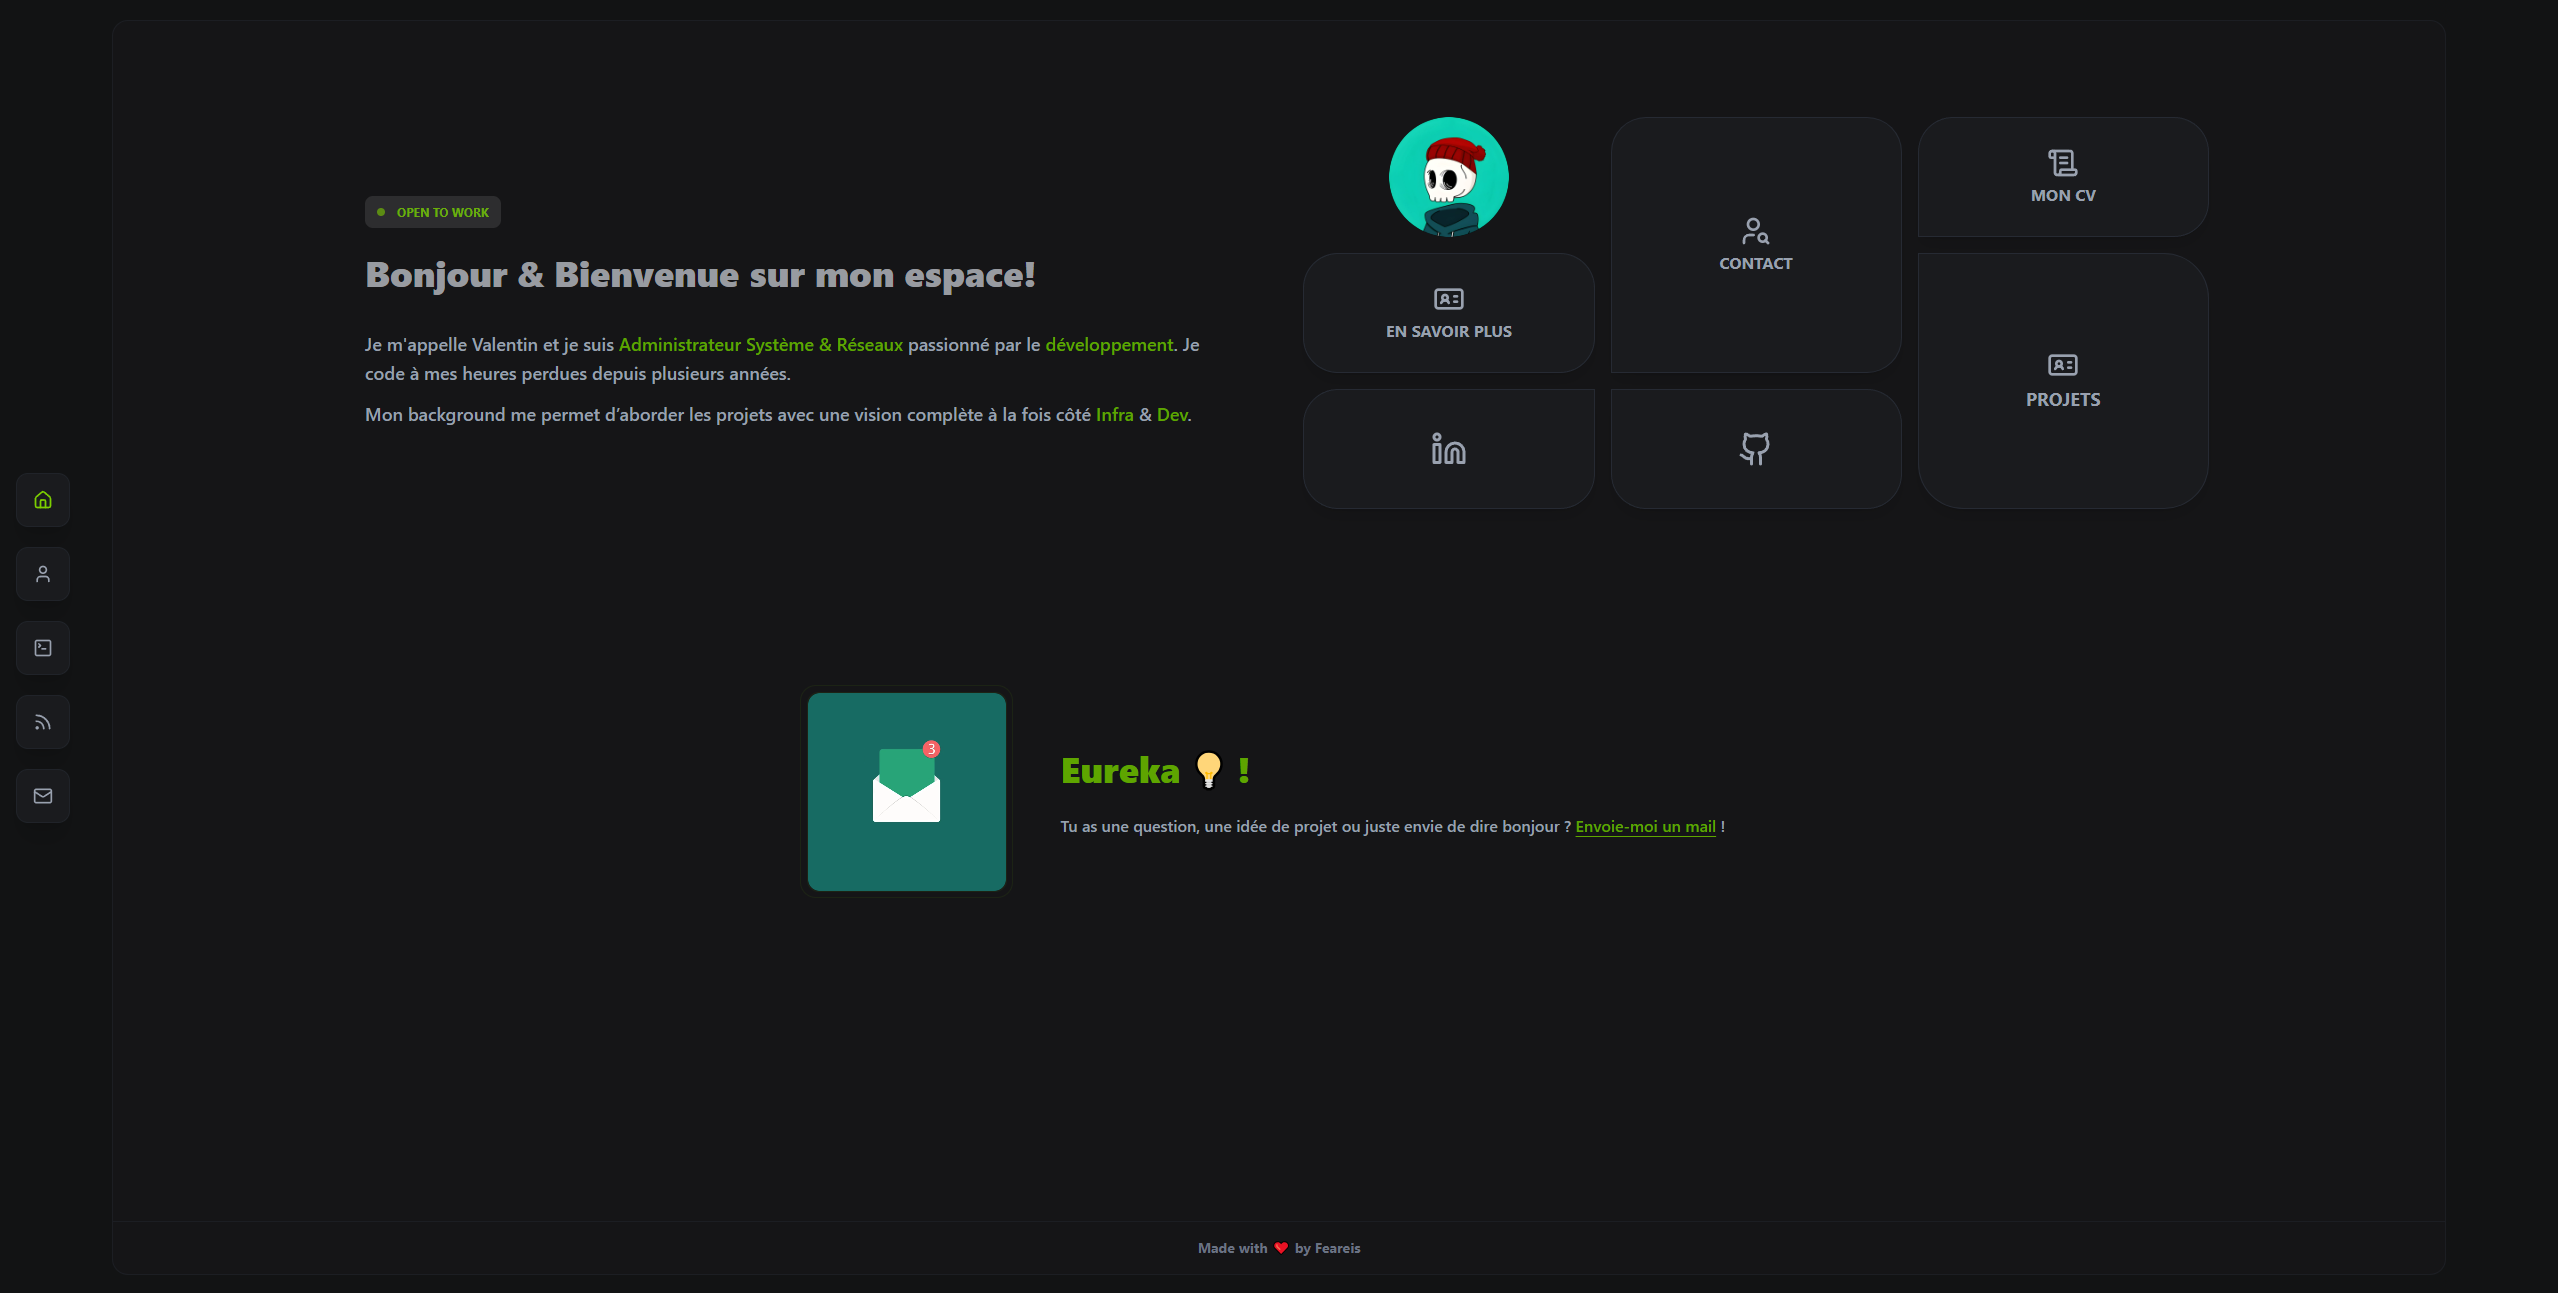 OPEN TO WORK
Bonjour & Bienvenue sur mon espace!
Je m'appelle Valentin et je suis Administrateur Système & Réseaux passionné par le développement. Je
code à mes heures perdues depuis plusieurs années.
Mon background me permet d’aborder les projets avec une vision complète à la fois côté Infra & Dev.
MON CV
CONTACT
EN SAVOIR PLUS
PROJETS
in
3
Eureka 💡 !
Tu as une question, une idée de projet ou juste envie de dire bonjour ? Envoie-moi un mail !
Made with ❤️ by Feareis